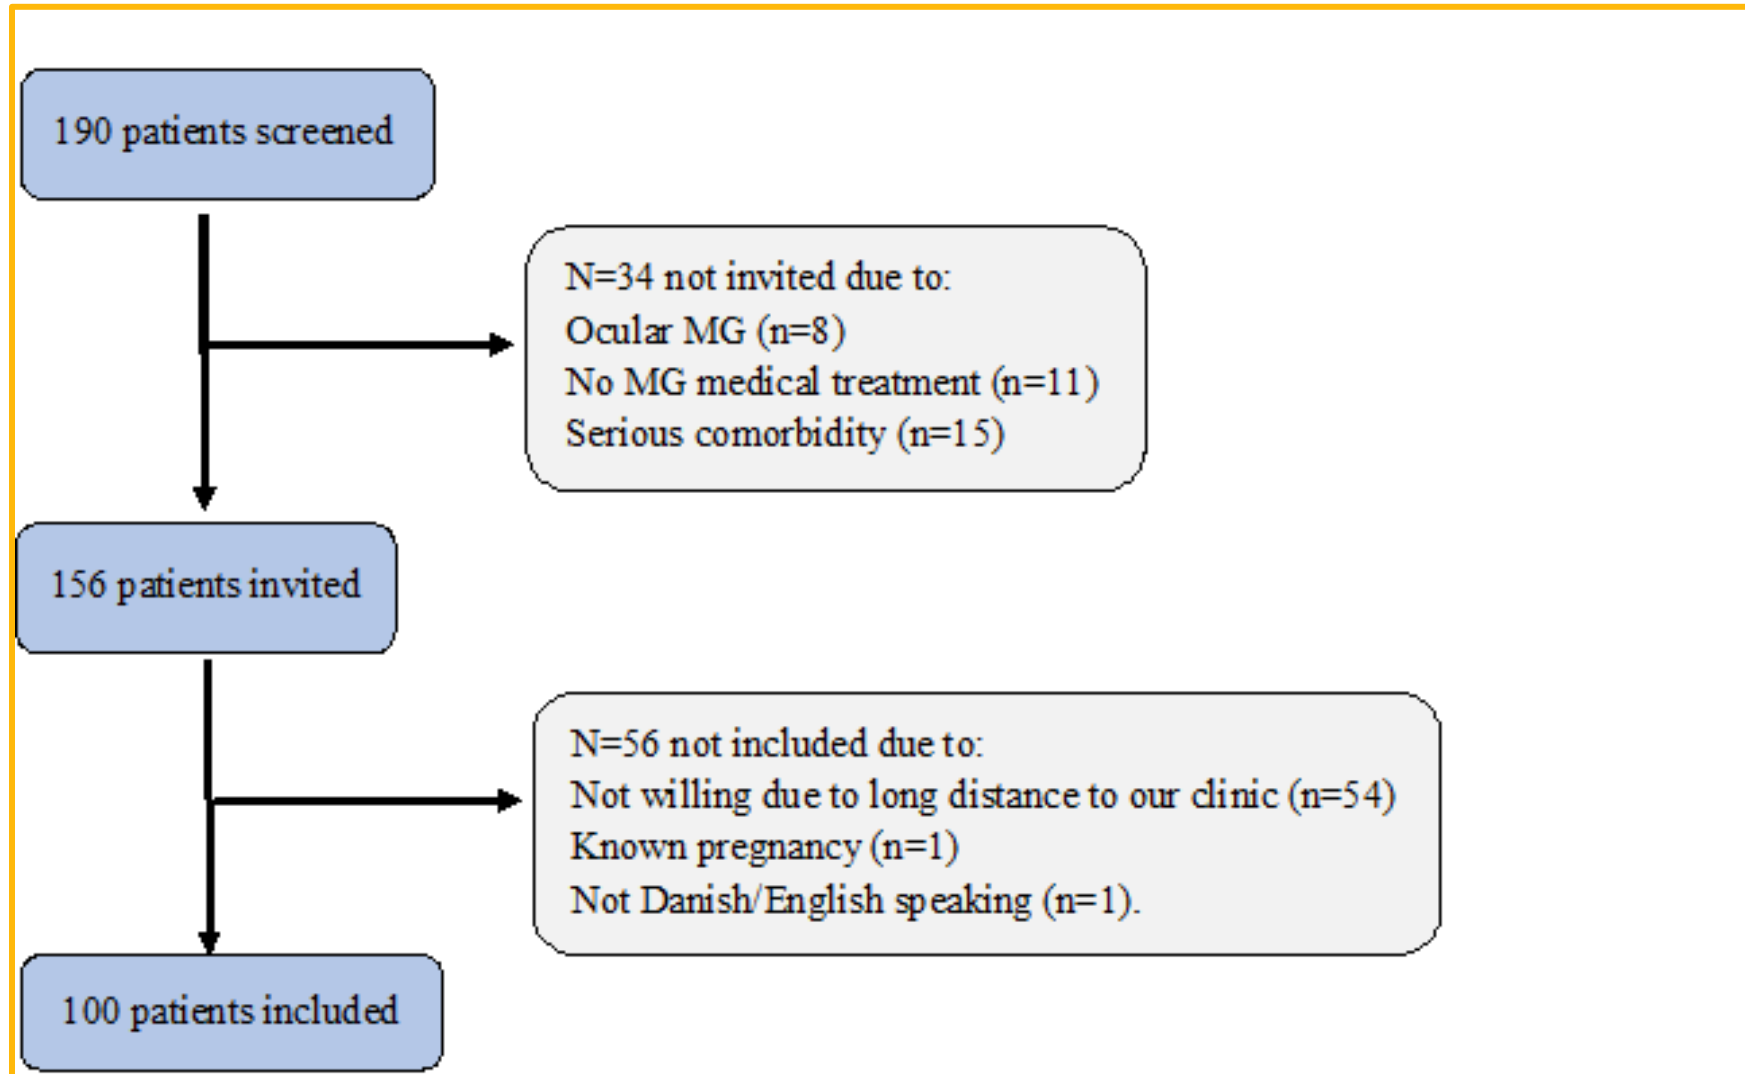 190 patients screened
N=34 not invited due to:
Ocular MG (n=8)
No MG medical treatment (n=11)
Serious comorbidity (n=15)
156 patients invited
N=56 not included due to:
Not willing due to long distance to our clinic (n=54)
Known pregnancy (n=1)
Not Danish/English speaking (n=1).
100 patients included